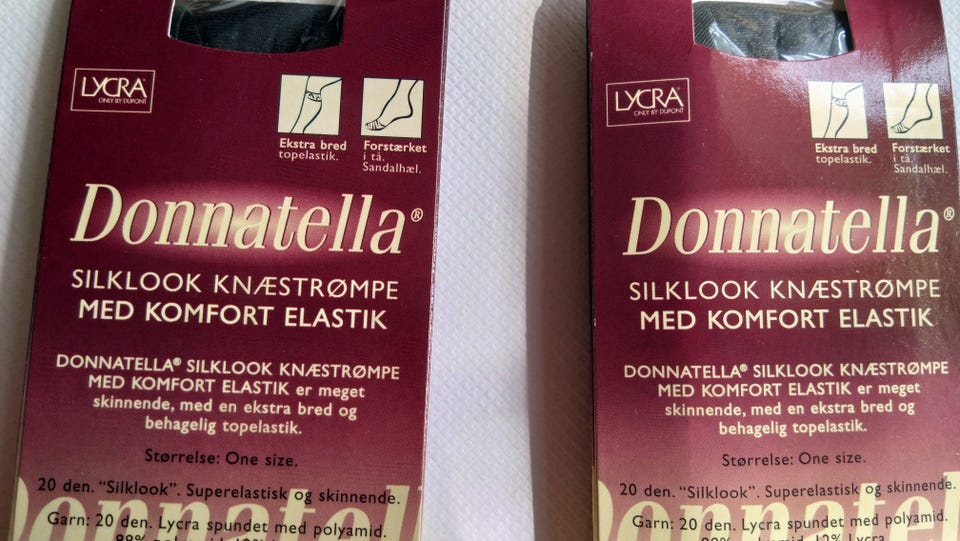 LYCRA®
ONLY BY DUPONT
Ekstra bred
topelastik.
Forstærket
i tå.
Sandalhæl.
Donnatella®
SILKLOOK KNÆSTRØMPE
MED KOMFORT ELASTIK
DONNATELLA® SILKLOOK KNÆSTRØMPE
MED KOMFORT ELASTIK er meget
skinnende, med en ekstra bred og
behagelig topelastik.
Størrelse: One size.
20 den. “Silklook”. Superelastisk og skinnende.
Garn: 20 den. Lycra spundet med polyamid.
Donnatell
LYCRA®
ONLY BY DUPONT
Ekstra bred
topelastik.
Forstærket
i tå.
Sandalhæl.
Donnatella®
SILKLOOK KNÆSTRØMPE
MED KOMFORT ELASTIK
DONNATELLA® SILKLOOK KNÆSTRØMPE
MED KOMFORT ELASTIK er meget
skinnende, med en ekstra bred og
behagelig topelastik.
Størrelse: One size.
20 den. “Silklook”. Superelastisk og skinnende.
Garn: 20 den. Lycra spundet med polyamid.
12% Lycra
Donnatel